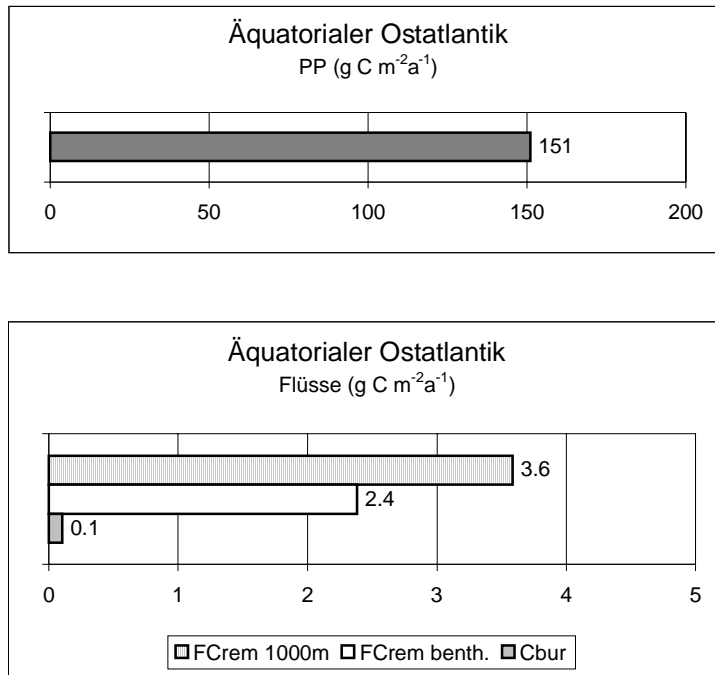 Äquatorialer Ostatlantik
PP (g C m⁻²a⁻¹)
151
0 50 100 150 200
Äquatorialer Ostatlantik
Flüsse (g C m⁻²a⁻¹)
3.6
2.4
0.1
0 1 2 3 4 5
FCrem 1000m FCrem benth. Cbur